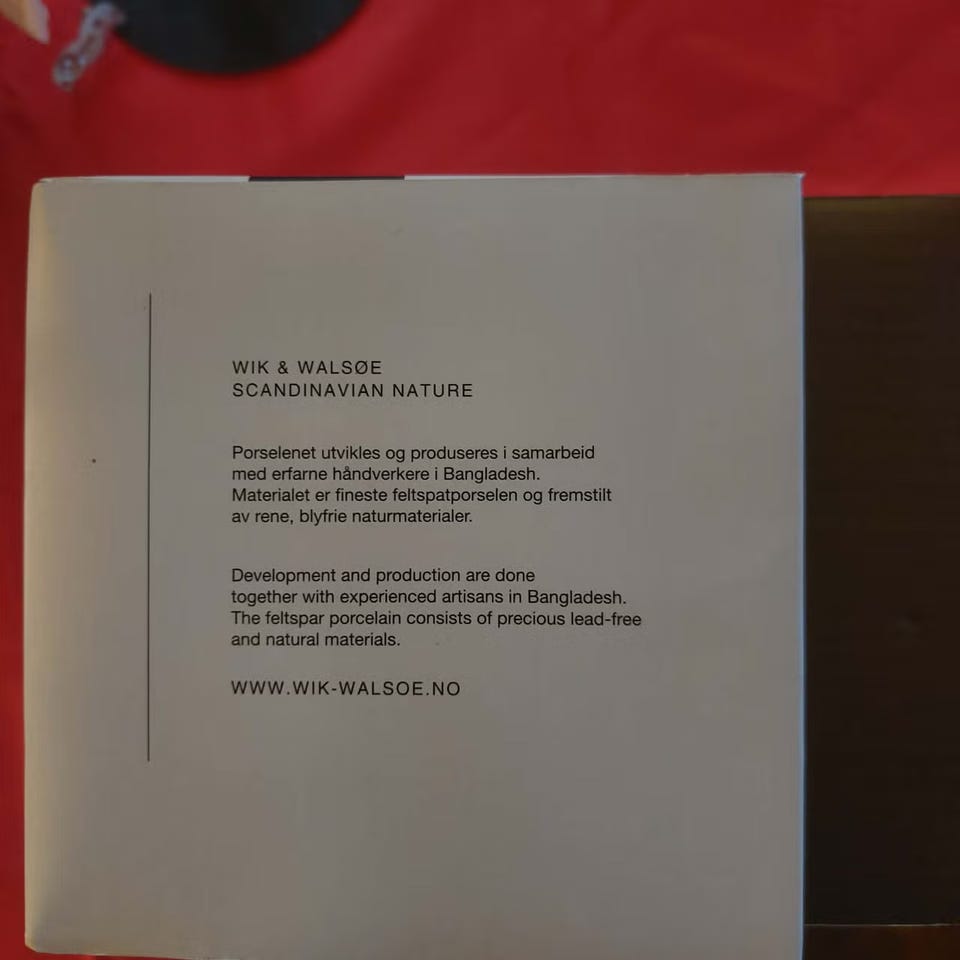 WIK & WALSØE
SCANDINAVIAN NATURE
Porselenet utvikles og produseres i samarbeid
med erfarne håndverkere i Bangladesh.
Materialet er fineste feltspatporselen og fremstilt
av rene, blyfrie naturmaterialer.
Development and production are done
together with experienced artisans in Bangladesh.
The feltspar porcelain consists of precious lead-free
and natural materials.
WWW.WIK-WALSOE.NO